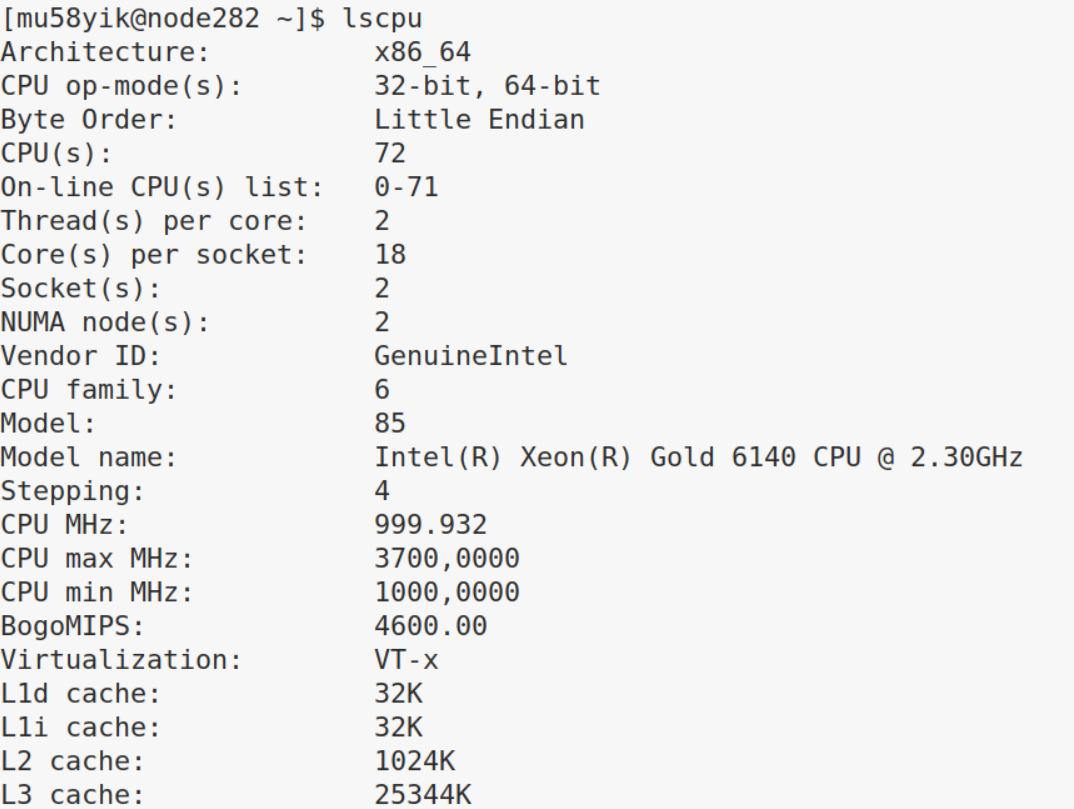 [mu58yik@node282 ~]$ lscpu
Architecture: x86_64
CPU op-mode(s): 32-bit, 64-bit
Byte Order: Little Endian
CPU(s): 72
On-line CPU(s) list: 0-71
Thread(s) per core: 2
Core(s) per socket: 18
Socket(s): 2
NUMA node(s): 2
Vendor ID: GenuineIntel
CPU family: 6
Model: 85
Model name: Intel(R) Xeon(R) Gold 6140 CPU @ 2.30GHz
Stepping: 4
CPU MHz: 999.932
CPU max MHz: 3700,0000
CPU min MHz: 1000,0000
BogoMIPS: 4600.00
Virtualization: VT-x
L1d cache: 32K
L1i cache: 32K
L2 cache: 1024K
L3 cache: 25344K